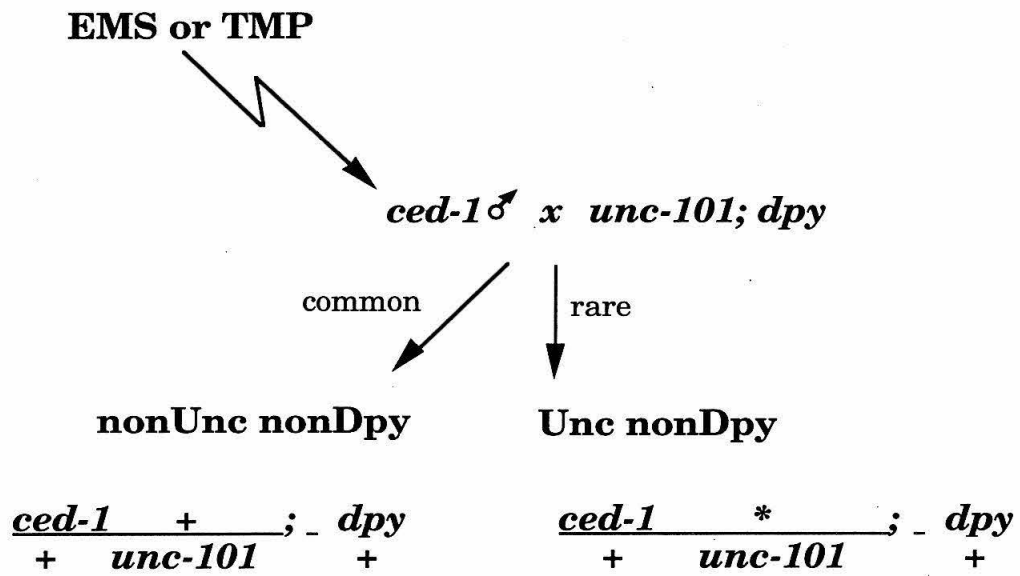 EMS or TMP
ced-1 ♂ x unc-101; dpy
common
rare
nonUnc nonDpy
Unc nonDpy
ced-1 + ; dpy
+ unc-101 +
ced-1 * ; dpy
+ unc-101 +